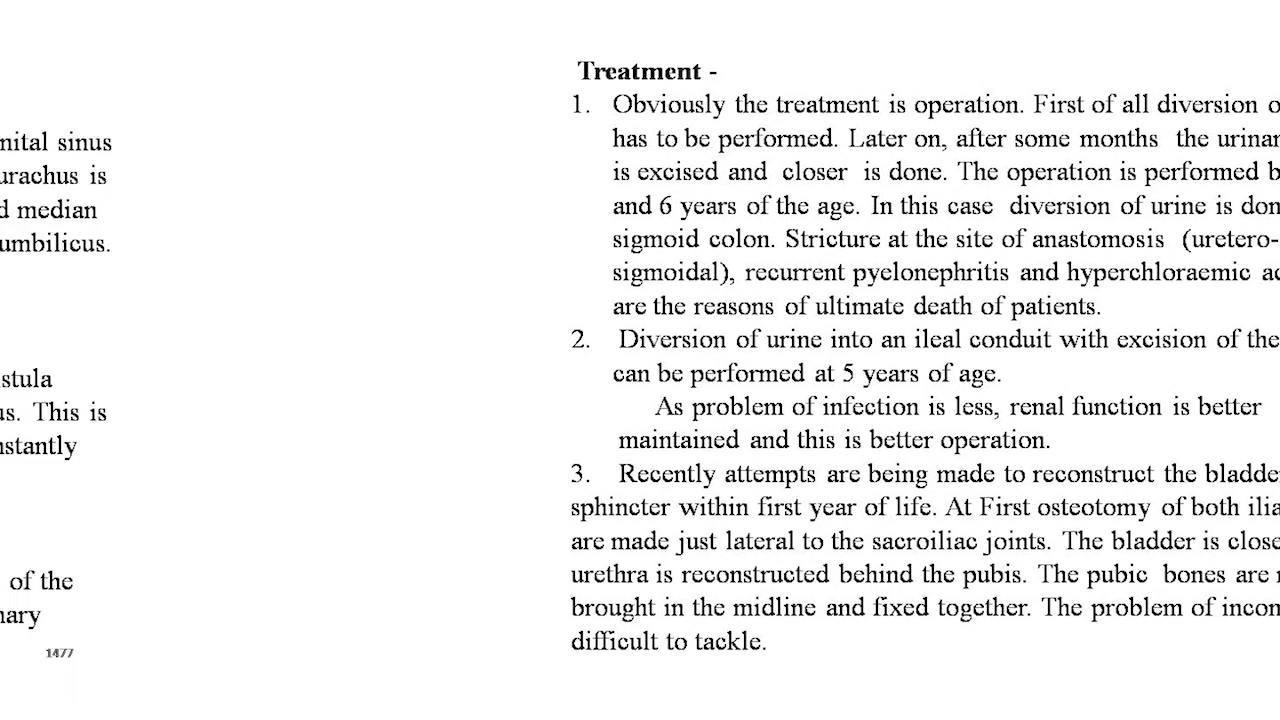 nital sinus
urachus is
d median
umbilicus.
stula
us. This is
nstantly
of the
nary
1477
Treatment -
1. Obviously the treatment is operation. First of all diversion o
has to be performed. Later on, after some months the urinar
is excised and closer is done. The operation is performed b
and 6 years of the age. In this case diversion of urine is don
sigmoid colon. Stricture at the site of anastomosis (uretero-
sigmoidal), recurrent pyelonephritis and hyperchloraemic ac
are the reasons of ultimate death of patients.
2. Diversion of urine into an ileal conduit with excision of the
can be performed at 5 years of age.
As problem of infection is less, renal function is better
maintained and this is better operation.
3. Recently attempts are being made to reconstruct the bladde
sphincter within first year of life. At First osteotomy of both ilia
are made just lateral to the sacroiliac joints. The bladder is close
urethra is reconstructed behind the pubis. The pubic bones are
brought in the midline and fixed together. The problem of incon
difficult to tackle.